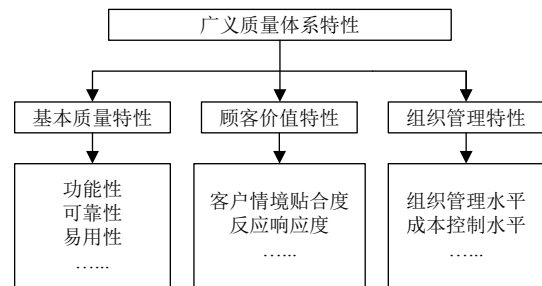 广义质量体系特性
基本质量特性
顾客价值特性
组织管理特性
功能性
可靠性
易用性
…...
客户情境贴合度
反应响应度
…...
组织管理水平
成本控制水平
…...